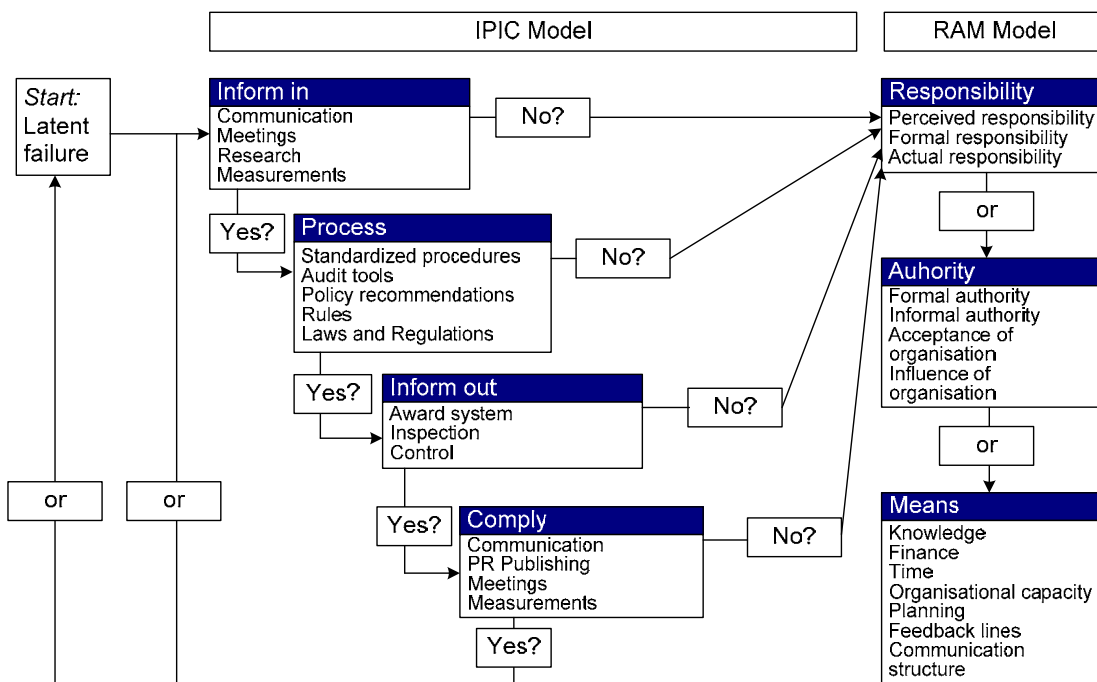 IPIC Model
RAM Model
Start:
Latent
failure
Inform in
Communication
Meetings
Research
Measurements
No?
Responsibility
Perceived responsibility
Formal responsibility
Actual responsibility
Yes?
Process
Standardized procedures
Audit tools
Policy recommendations
Rules
Laws and Regulations
No?
or
Auhority
Formal authority
Informal authority
Acceptance of
organisation
Influence of
organisation
Yes?
Inform out
Award system
Inspection
Control
No?
or
or
or
Yes?
Comply
Communication
PR Publishing
Meetings
Measurements
No?
Means
Knowledge
Finance
Time
Organisational capacity
Planning
Feedback lines
Communication
structure
Yes?